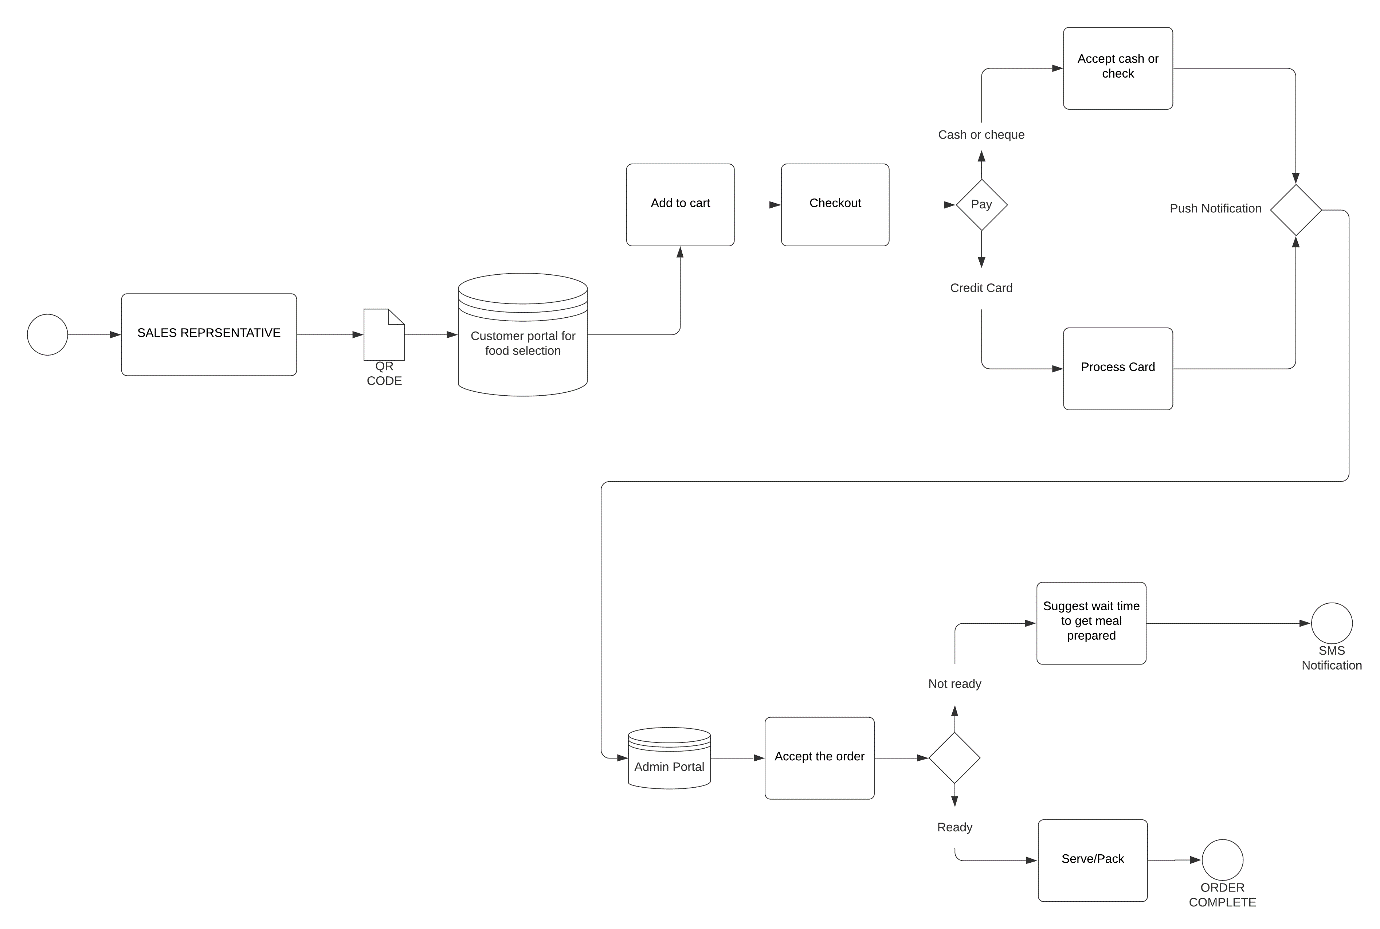 Accept cash or
check
Cash or cheque
Add to cart
Checkout
Pay
Push Notification
Credit Card
SALES REPRSENTATIVE
QR
CODE
Customer portal for
food selection
Process Card
Suggest wait time
to get meal
prepared
SMS
Notification
Not ready
Admin Portal
Accept the order
Ready
Serve/Pack
ORDER
COMPLETE